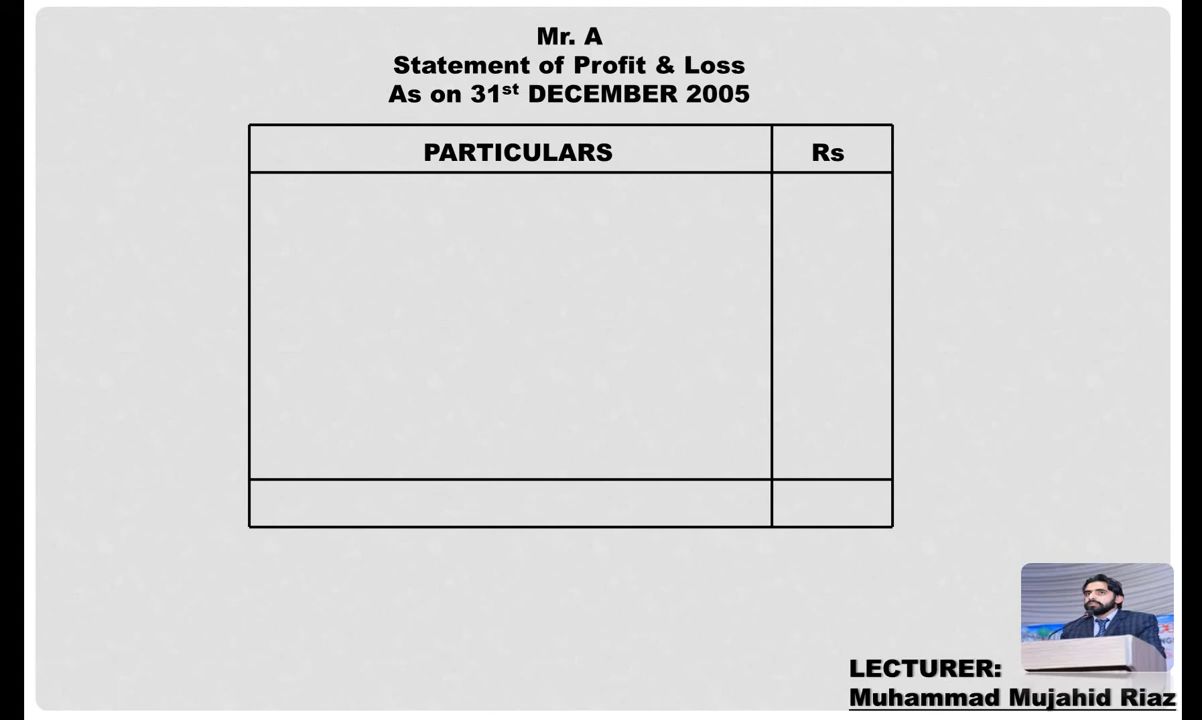 Mr. A
Statement of Profit & Loss
As on 31st DECEMBER 2005
PARTICULARS Rs
LECTURER:
Muhammad Mujahid Riaz